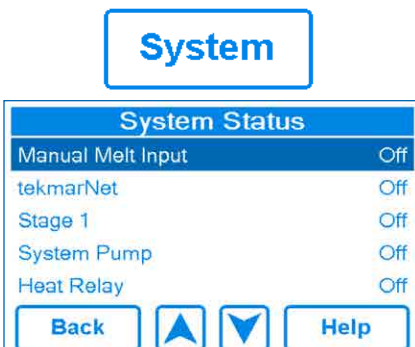 System
System Status
Manual Melt Input Off
tekmarNet Off
Stage 1 Off
System Pump Off
Heat Relay Off
Back Help